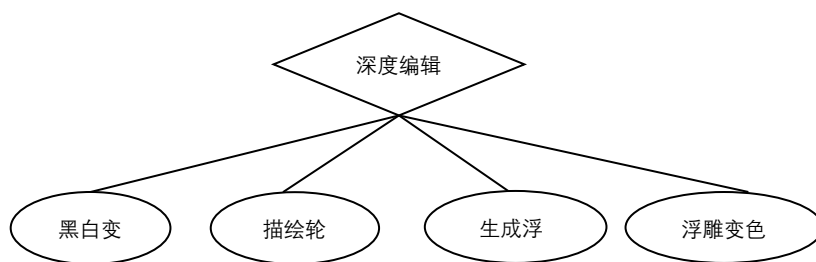 深度编辑
黑白变
描绘轮
生成浮
浮雕变色